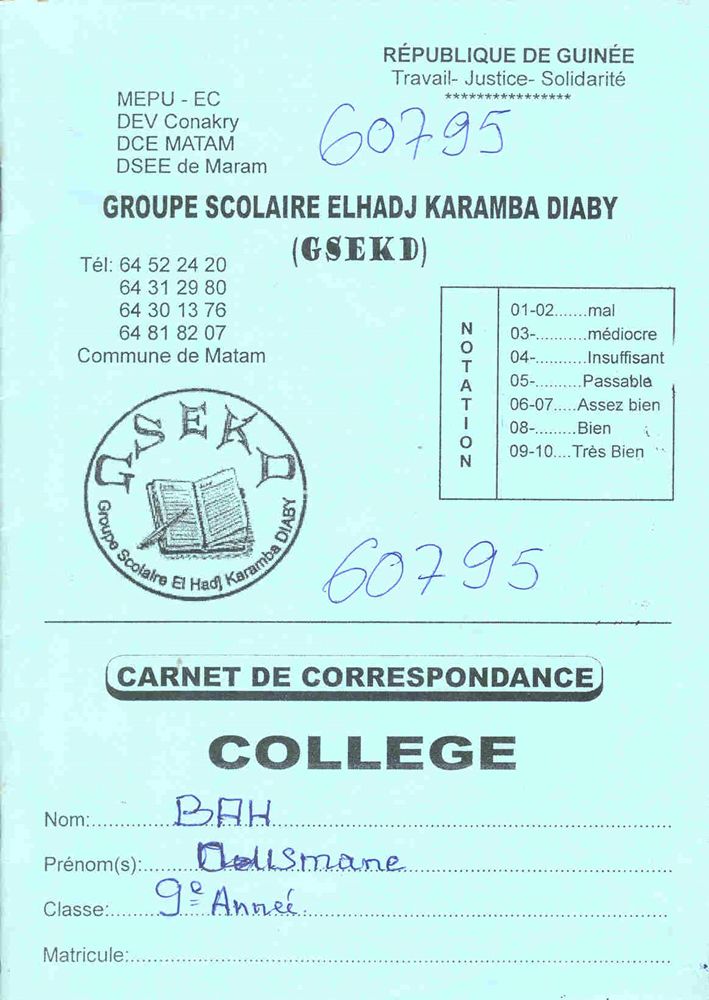 RÉPUBLIQUE DE GUINÉE
Travail- Justice- Solidarité
****************
MEPU - EC
DEV Conakry
DCE MATAM
DSEE de Maram
60795
GROUPE SCOLAIRE ELHADJ KARAMBA DIABY
(GSEKD)
Tél: 64 52 24 20
64 31 29 80
64 30 13 76
64 81 82 07
Commune de Matam
NOTATION
01-02.......mal
03-...........médiocre
04-...........Insuffisant
05-..........Passable
06-07.....Assez bien
08-.........Bien
09-10....Très Bien
GSEKD
Groupe Scolaire El Hadj Karamba DIABY
60795
CARNET DE CORRESPONDANCE
COLLEGE
Nom: BAH
Prénom(s):
Classe: 9e Année
Matricule: